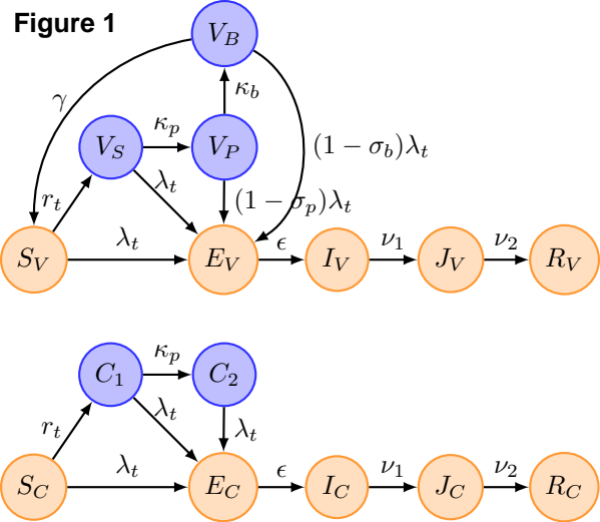 Figure 1
V_B
γ
κ_b
κ_p
V_S
V_P
(1 − σ_b)λ_t
λ_t
r_t
(1 − σ_p)λ_t
λ_t
ϵ
ν_1
ν_2
S_V
E_V
I_V
J_V
R_V
κ_p
C_1
C_2
r_t
λ_t
λ_t
λ_t
ϵ
ν_1
ν_2
S_C
E_C
I_C
J_C
R_C